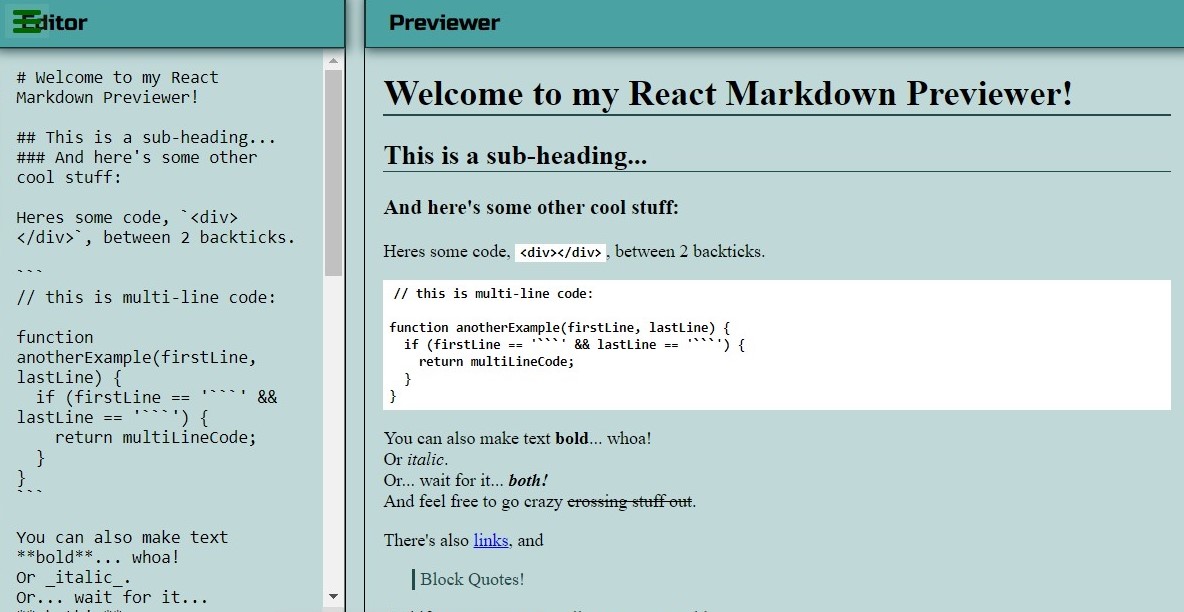 Editor
# Welcome to my React
Markdown Previewer!
## This is a sub-heading...
### And here's some other
cool stuff:
Heres some code, `<div>
</div>`, between 2 backticks.
```
// this is multi-line code:
function
anotherExample(firstLine,
lastLine) {
  if (firstLine == '```' &&
lastLine == '```') {
    return multiLineCode;
  }
}
```
You can also make text
**bold**... whoa!
Or _italic_.
Or... wait for it...
Previewer
Welcome to my React Markdown Previewer!
This is a sub-heading...
And here's some other cool stuff:
Heres some code, <div></div>, between 2 backticks.
// this is multi-line code:
function anotherExample(firstLine, lastLine) {
  if (firstLine == '```' && lastLine == '```') {
    return multiLineCode;
  }
}
You can also make text bold... whoa!
Or italic.
Or... wait for it... both!
And feel free to go crazy crossing stuff out.
There's also links, and
Block Quotes!